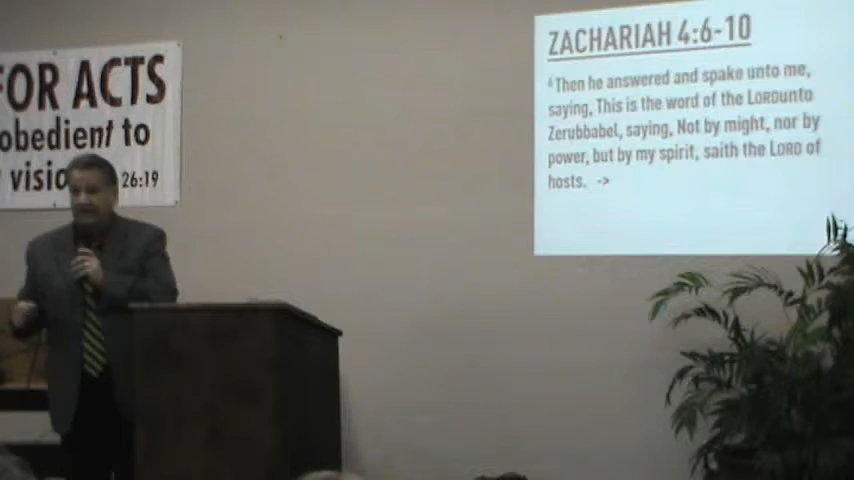 FOR ACTS
obedient to
visio
26:19
ZACHARIAH 4:6-10
6 Then he answered and spake unto me,
saying, This is the word of the LORDunto
Zerubbabel, saying, Not by might, nor by
power, but by my spirit, saith the LORD of
hosts. ->